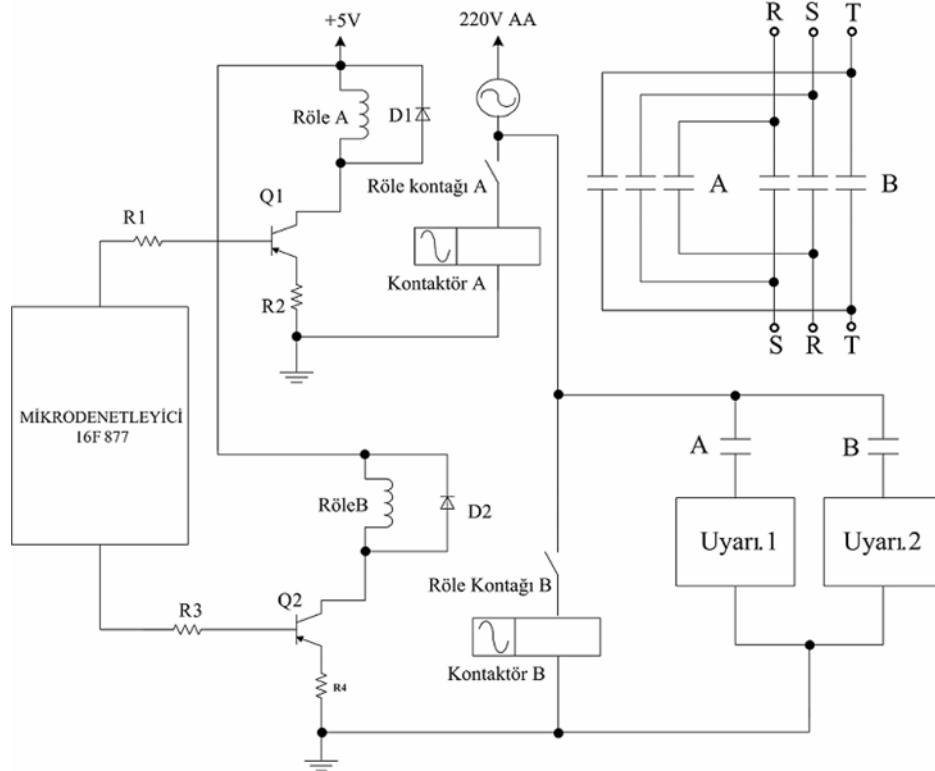 +5V
220V AA
R S T
Röle A
D1
Röle kontağı A
A
B
Q1
R1
Kontaktör A
R2
S R T
MİKRODENETLEYİCİ
16F 877
A
B
RöleB
D2
Uyarı.1
Uyarı.2
Röle Kontağı B
Q2
R3
Kontaktör B
R4